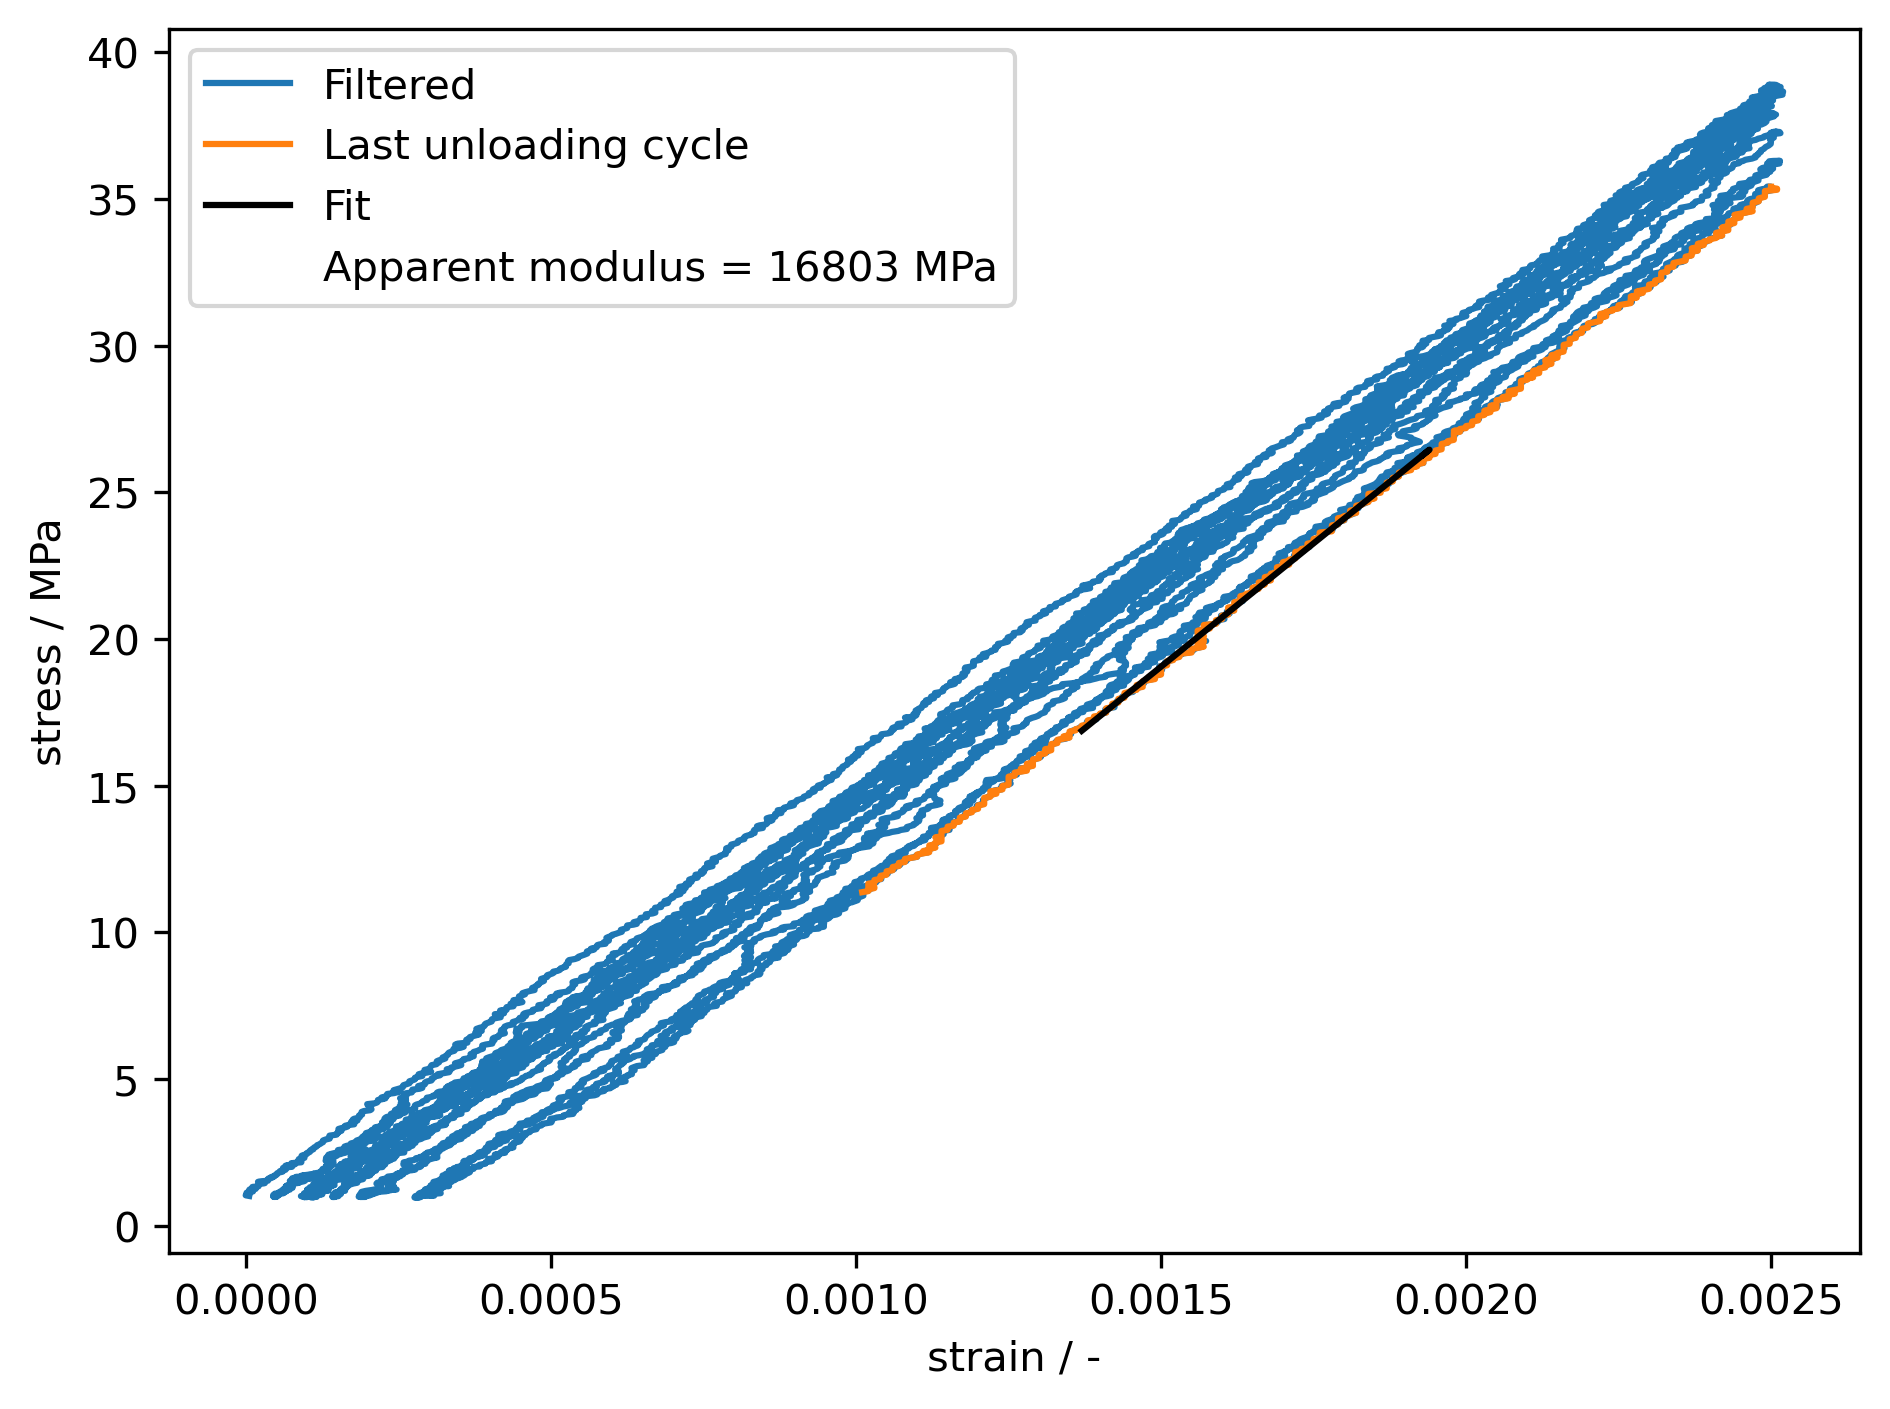 Filtered
Last unloading cycle
Fit
Apparent modulus = 16803 MPa
40
35
30
25
20
15
10
5
0
stress / MPa
0.0000 0.0005 0.0010 0.0015 0.0020 0.0025
strain / -